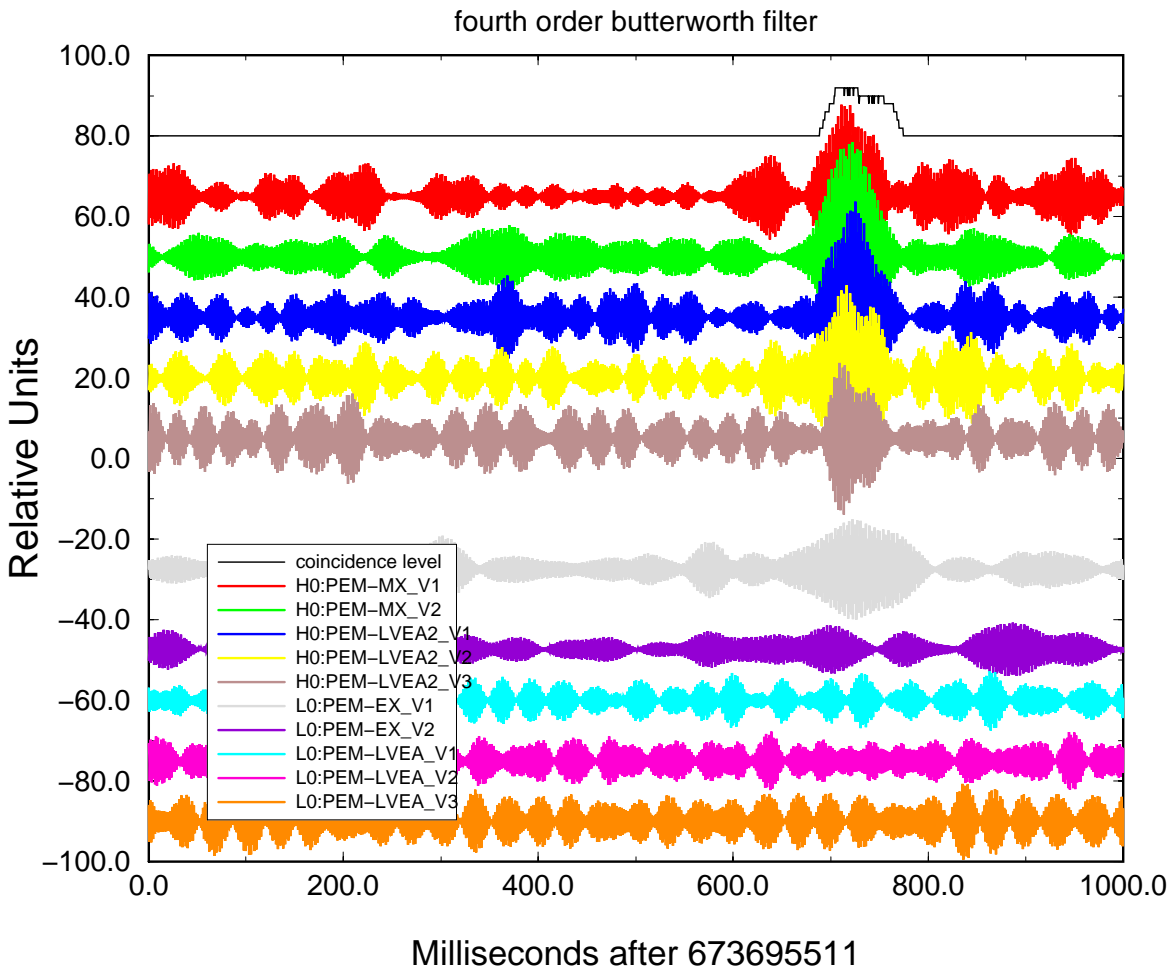 fourth order butterworth filter
100.0
80.0
60.0
40.0
20.0
0.0
−20.0
−40.0
−60.0
−80.0
−100.0
Relative Units
coincidence level
H0:PEM−MX_V1
H0:PEM−MX_V2
H0:PEM−LVEA2_V1
H0:PEM−LVEA2_V2
H0:PEM−LVEA2_V3
L0:PEM−EX_V1
L0:PEM−EX_V2
L0:PEM−LVEA_V1
L0:PEM−LVEA_V2
L0:PEM−LVEA_V3
0.0 200.0 400.0 600.0 800.0 1000.0
Milliseconds after 673695511